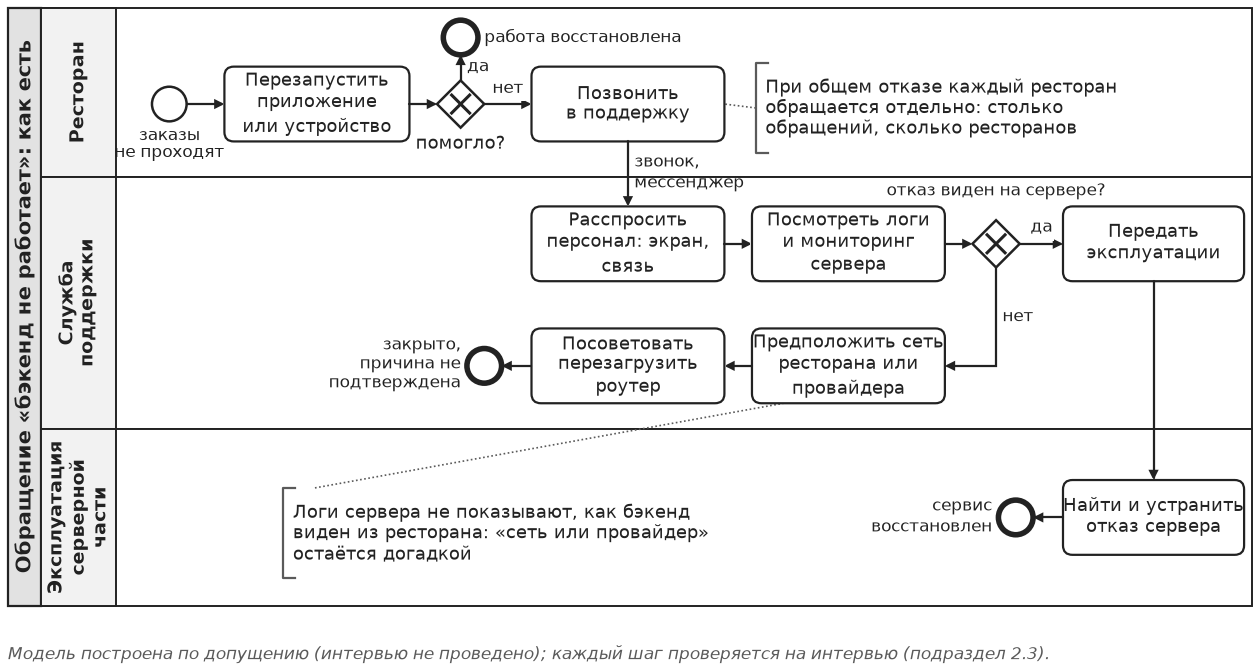 Обращение «бэкенд не работает»: как есть
Ресторан
работа восстановлена
да
Перезапустить
приложение
или устройство
нет
Позвонить
в поддержку
При общем отказе каждый ресторан
обращается отдельно: столько
обращений, сколько ресторанов
заказы
не проходят
помогло?
звонок,
мессенджер
Служба
поддержки
отказ виден на сервере?
Расспросить
персонал: экран,
связь
Посмотреть логи
и мониторинг
сервера
да
Передать
эксплуатации
нет
закрыто,
причина не
подтверждена
Посоветовать
перезагрузить
роутер
Предположить сеть
ресторана или
провайдера
Эксплуатация
серверной
части
Логи сервера не показывают, как бэкенд
виден из ресторана: «сеть или провайдер»
остаётся догадкой
сервис
восстановлен
Найти и устранить
отказ сервера
Модель построена по допущению (интервью не проведено); каждый шаг проверяется на интервью (подраздел 2.3).